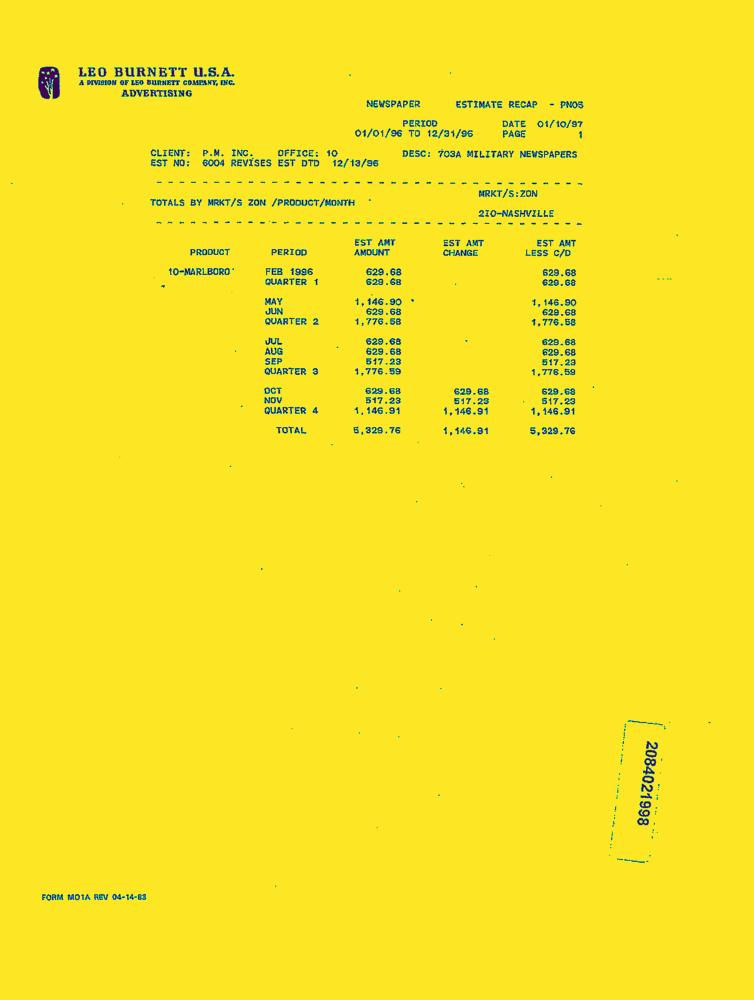 LEO BURNETT U.S.A.
A DIVISION OF LEO BURNETT COMPANY, INC.
ADVERTISING
NEWSPAPER ESTIMATE RECAP - PNOS
PERIOD DATE 01/10/97
01/01/96 TO 12/31/96 PAGE 1
CLIENT: P.M. INC. OFFICE: 10 DESC: 703A MILITARY NEWSPAPERS
EST NO: 6004 REVISES EST DTD 12/13/96
MRKT/S:ZON
TOTALS BY MRKT/S ZON /PRODUCT/MONTH
210-NASHVILLE
EST AMT EST AMT EST AMT
PRODUCT PERIOD AMOUNT CHANGE LESS C/D
10-MARLBORO FEB 1996 629.68 629.68
QUARTER 1 629.68 629.68
MAY 1,146.90 1,146.90
JUN 629.68 629.68
QUARTER 2 1,776.58 1,776.58
JUL 629.68 629.68
AUG 629.68 629.68
SEP 517.23 517.23
QUARTER 3 1,776.59 1,776.59
OCT 629.68 629.68 629.68
NOV 517.23 517.23 517.23
QUARTER 4 1,146.91 1,146.91 1,146.91
TOTAL 5,329.76 1,146.91 5,329.76
2084021998
FORM M01A REV 04-14-83